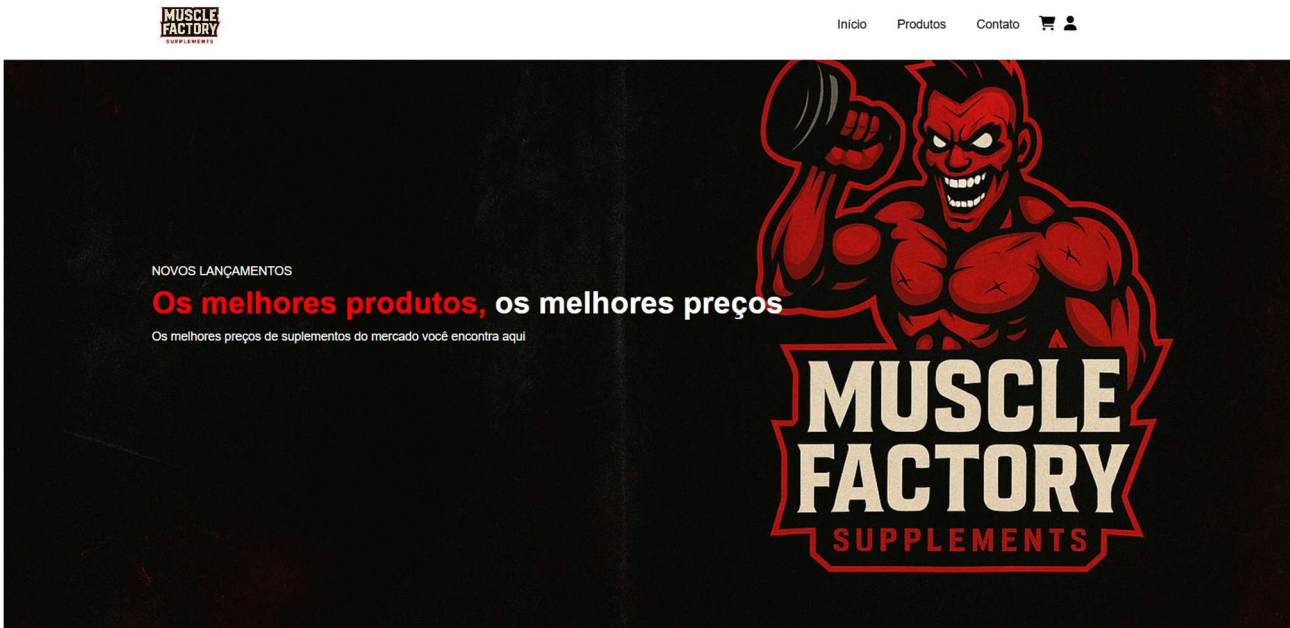 MUSCLE
FACTORY
SUPPLEMENTS
Início Produtos Contato
NOVOS LANÇAMENTOS
Os melhores produtos, os melhores preços
Os melhores preços de suplementos do mercado você encontra aqui
MUSCLE
FACTORY
SUPPLEMENTS